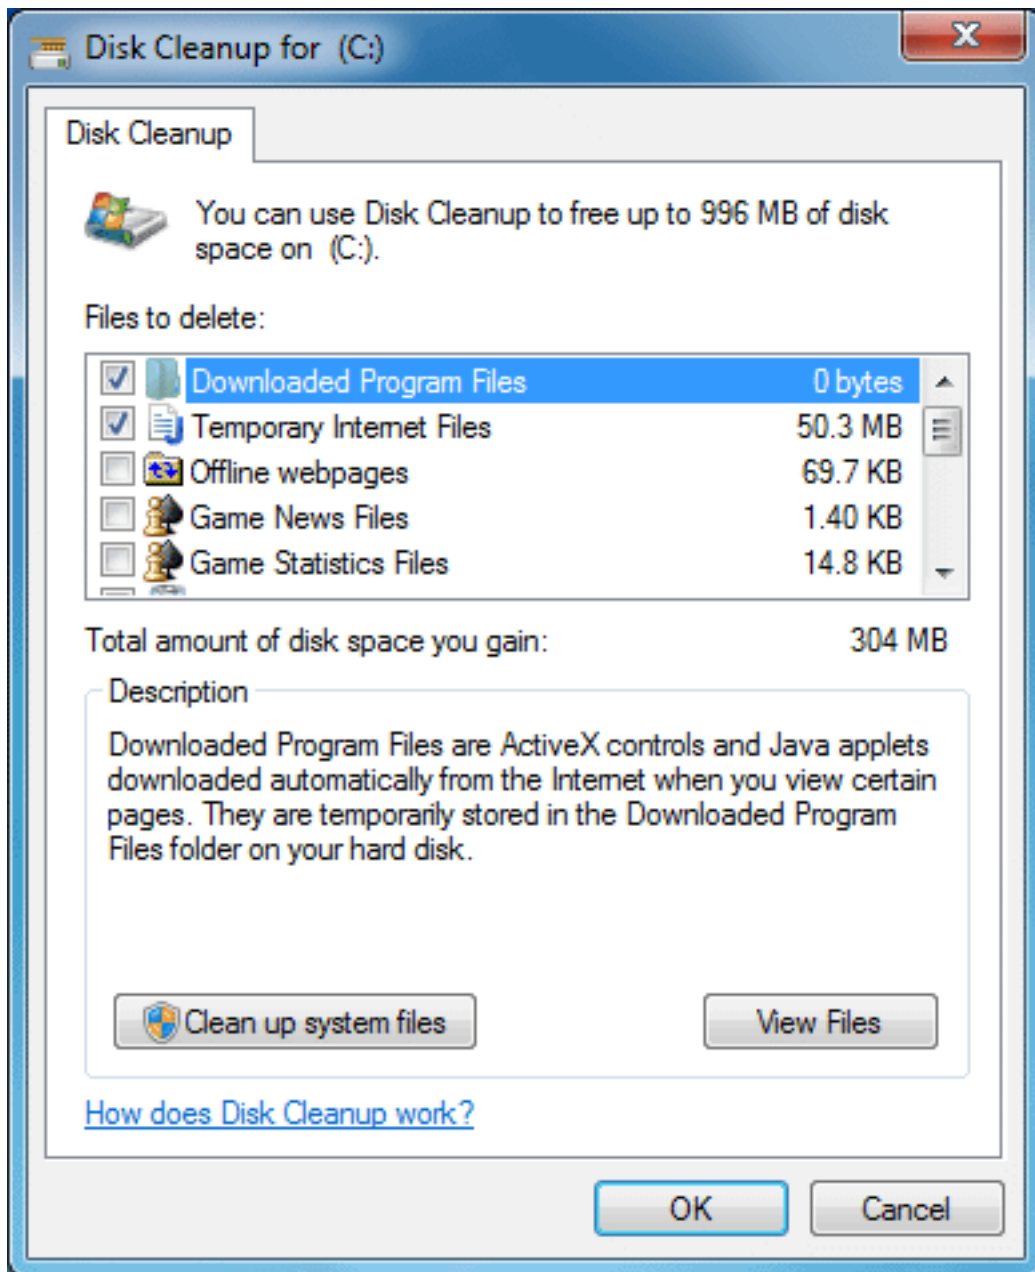 Disk Cleanup for (C:)
Disk Cleanup
You can use Disk Cleanup to free up to 996 MB of disk
space on (C:).
Files to delete:
Downloaded Program Files 0 bytes
Temporary Internet Files 50.3 MB
Offline webpages 69.7 KB
Game News Files 1.40 KB
Game Statistics Files 14.8 KB
Total amount of disk space you gain: 304 MB
Description
Downloaded Program Files are ActiveX controls and Java applets
downloaded automatically from the Internet when you view certain
pages. They are temporarily stored in the Downloaded Program
Files folder on your hard disk.
Clean up system files View Files
How does Disk Cleanup work?
OK Cancel